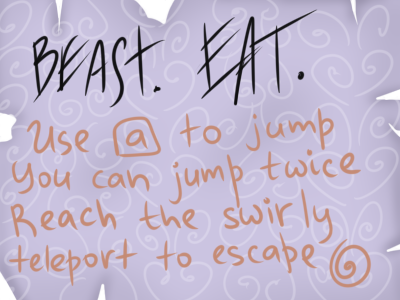 BEAST. EAT.
Use a to jump
You can jump twice
Reach the swirly
teleport to escape